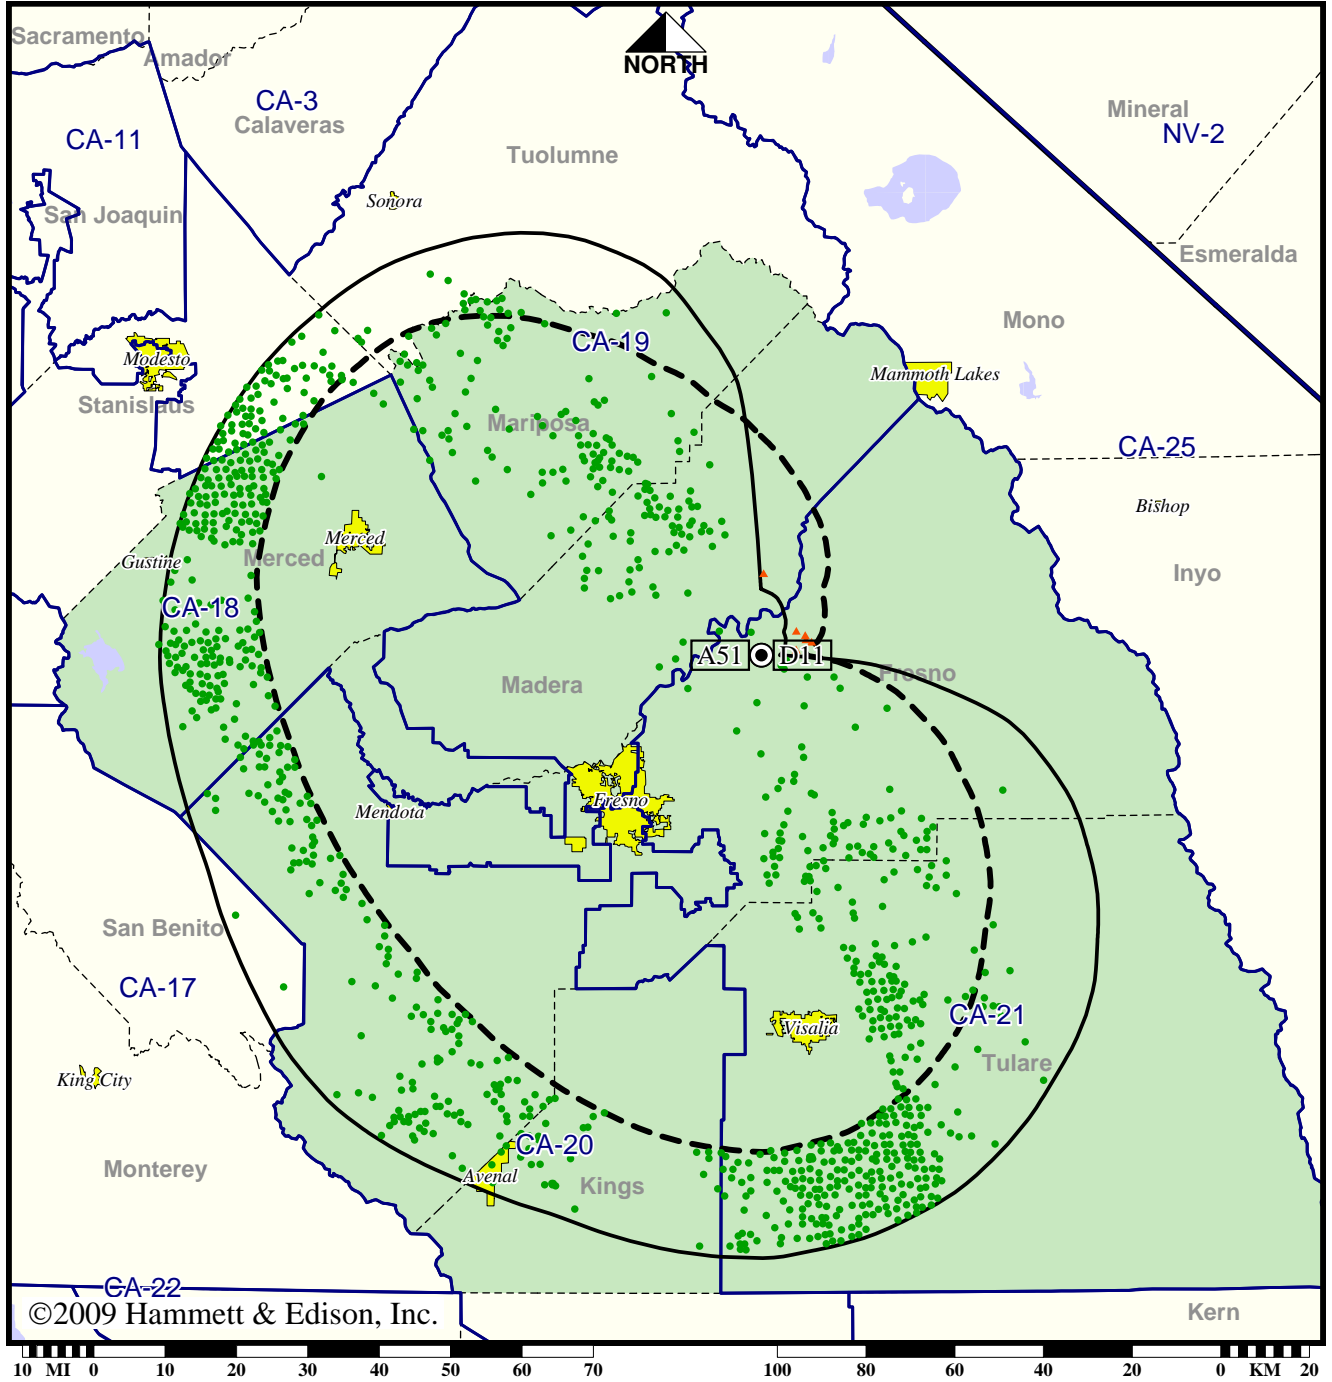 Sacramento
Amador
NORTH
CA-3
Calaveras
CA-11
Mineral
NV-2
Tuolumne
Sonora
San Joaquin
Esmeralda
Mono
CA-19
Modesto
Mammoth Lakes
Stanislaus
Mariposa
CA-25
Bishop
Merced
Gustine
Merced
Inyo
CA-18
A51
D11
Fresno
Madera
Fresno
Mendota
San Benito
CA-17
CA-21
Visalia
Tulare
King City
CA-20
Monterey
Avenal
Kings
CA-22
©2009 Hammett & Edison, Inc.
Kern
10 MI 0 10 20 30 40 50 60 70
100 80 60 40 20 0 KM 20